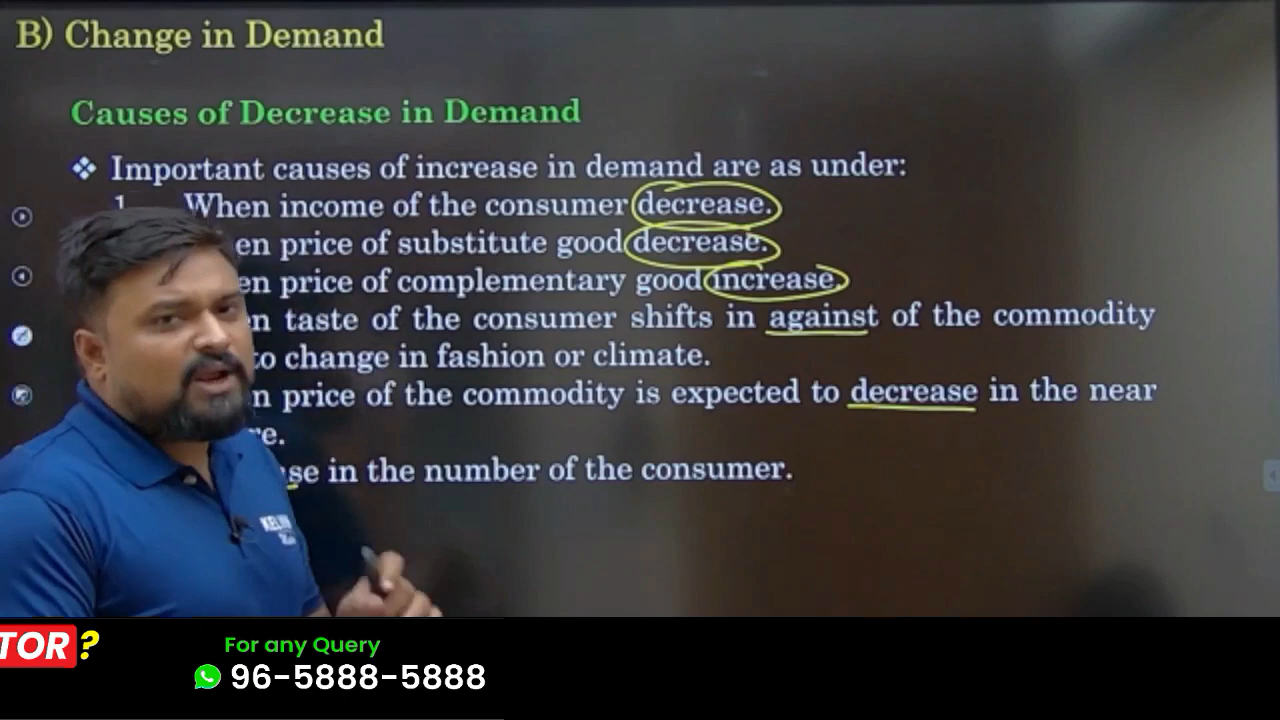 B) Change in Demand
Causes of Decrease in Demand
❖ Important causes of increase in demand are as under:
1. When income of the consumer decrease.
en price of substitute good decrease.
en price of complementary good increase.
n taste of the consumer shifts in against of the commodity
to change in fashion or climate.
n price of the commodity is expected to decrease in the near
re.
se in the number of the consumer.
TOR?
For any Query
96-5888-5888